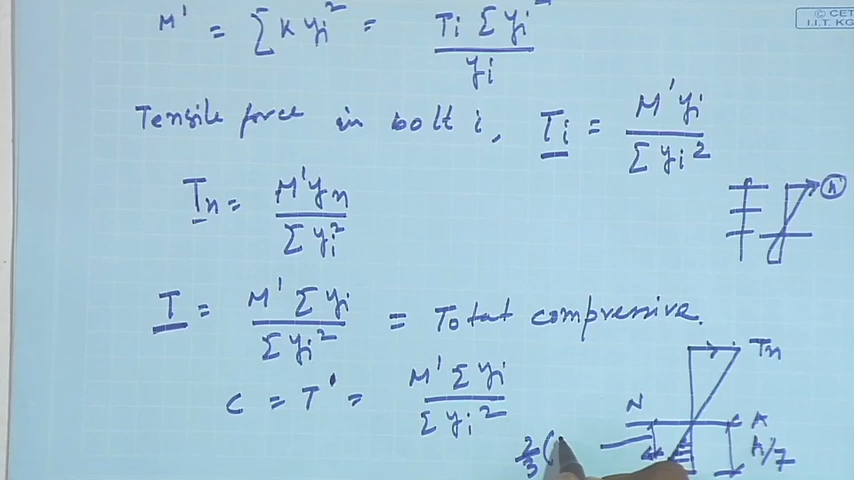 © CET
I.I.T. KG
M' = Σ K yi² = Ti Σ yi² / yi
Tensile force in bolt i, Ti = M' yi / Σ yi²
Tn = M' yn / Σ yi²
T = M' Σ yi / Σ yi² = Total compressive.
C = T' = M' Σ yi / Σ yi²
Tn
N A
h/7
2/3 (